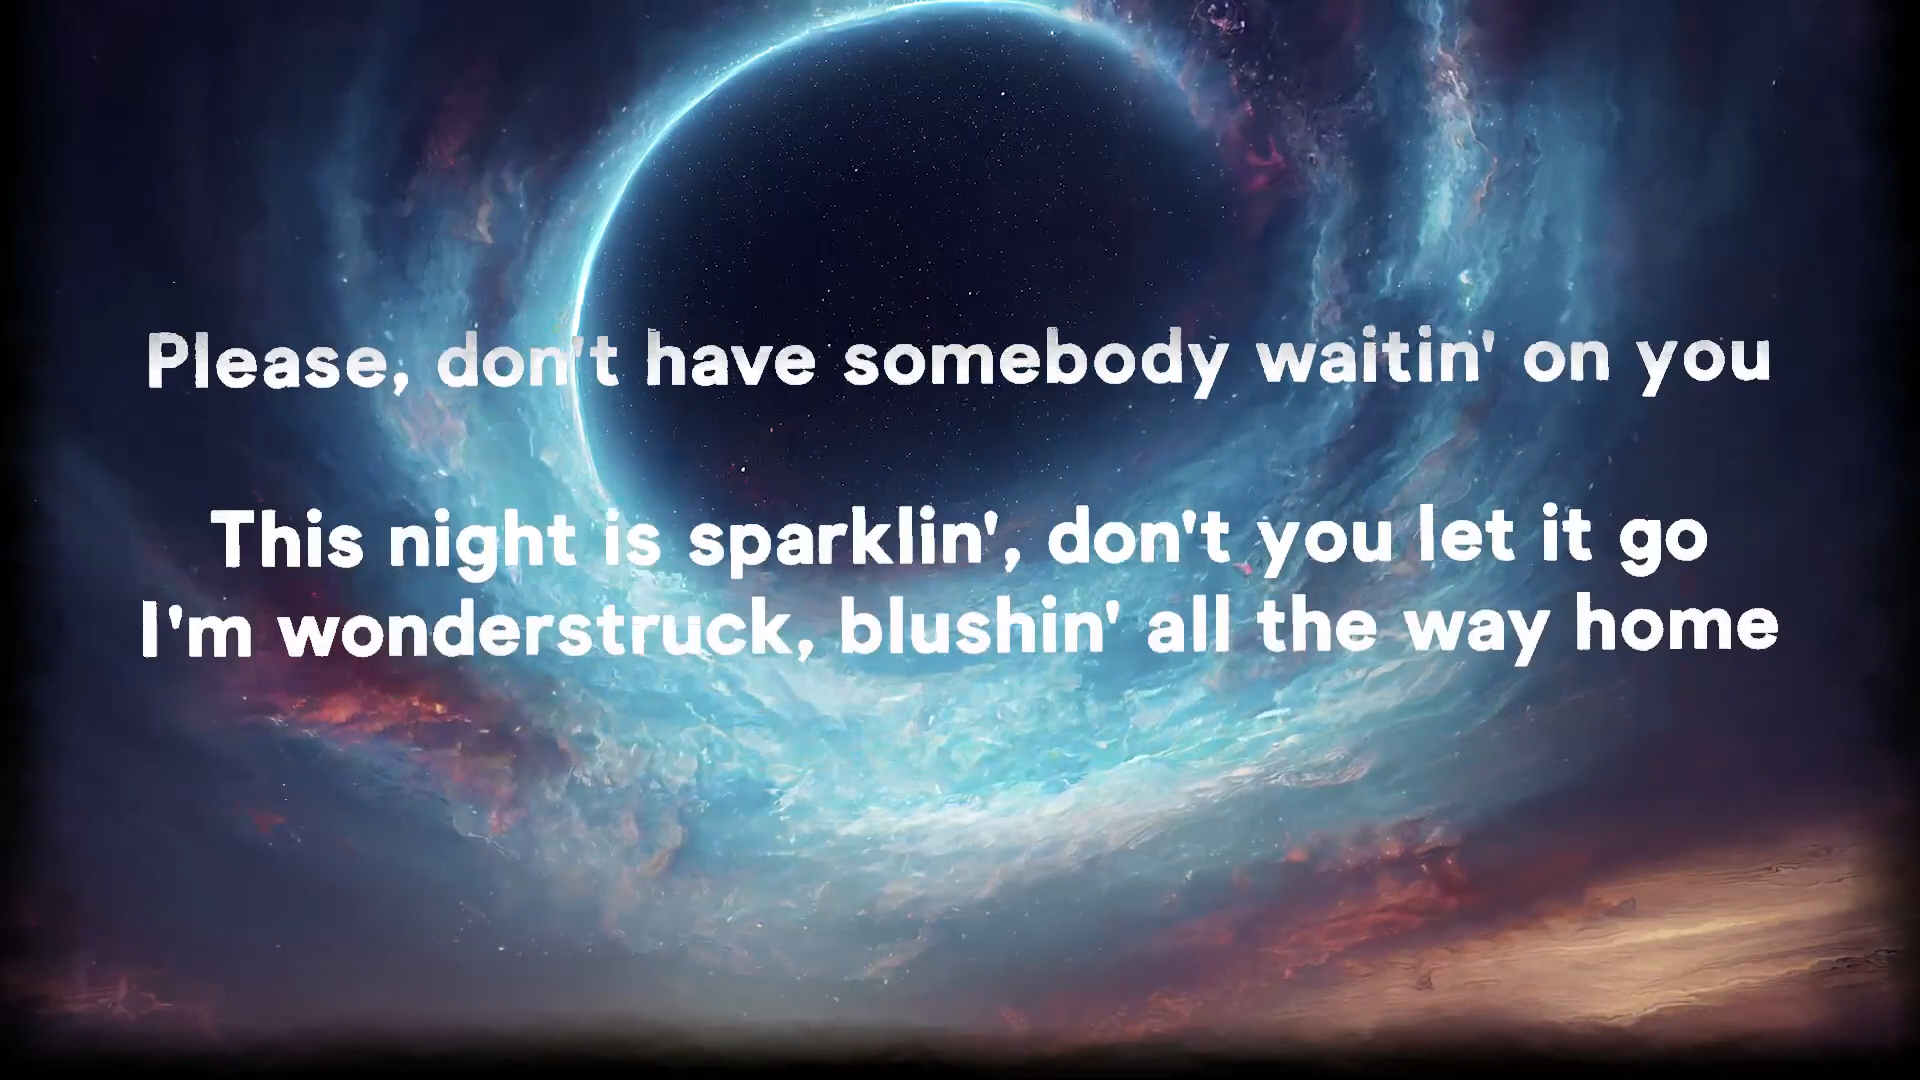 Please, don't have somebody waitin' on you
This night is sparklin', don't you let it go
I'm wonderstruck, blushin' all the way home